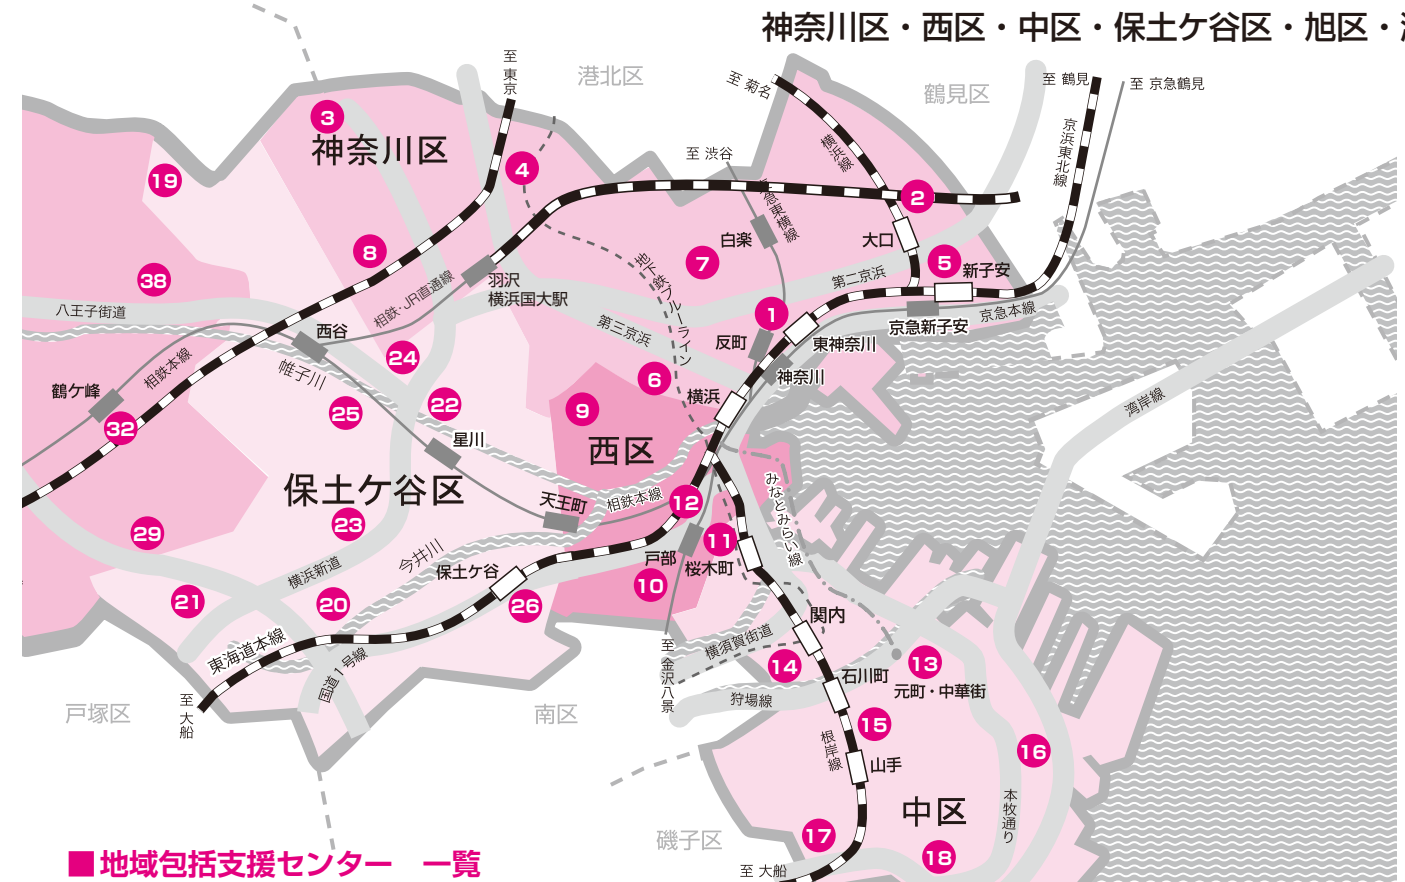 神奈川区・西区・中区・保土ケ谷区・旭区・
至 東京
港北区
至 菊名
鶴見区
至 鶴見
至 京急鶴見
3
神奈川区
横浜線
京浜東北線
至 渋谷
4
19
2
東急東横線
白楽
大口
8
7
5
新子安
地下鉄ブルーライン
38
羽沢
横浜国大駅
第二京浜
八王子街道
相鉄・JR直通線
1
京急本線
京急新子安
西谷
第三京浜
反町
東神奈川
24
帷子川
相鉄本線
神奈川
6
鶴ケ峰
横浜
22
9
25
湾岸線
32
星川
西区
保土ケ谷区
天王町
相鉄本線
12
みなとみらい線
23
29
11
戸部
桜木町
今井川
横浜新道
保土ケ谷
10
21
20
26
関内
東海道本線
横須賀街道
至 金沢八景
14
13
国道1号線
石川町
元町・中華街
狩場線
至 大船
戸塚区
南区
15
根岸線
16
山手
中区
本牧通り
17
磯子区
18
至 大船
■地域包括支援センター 一覧